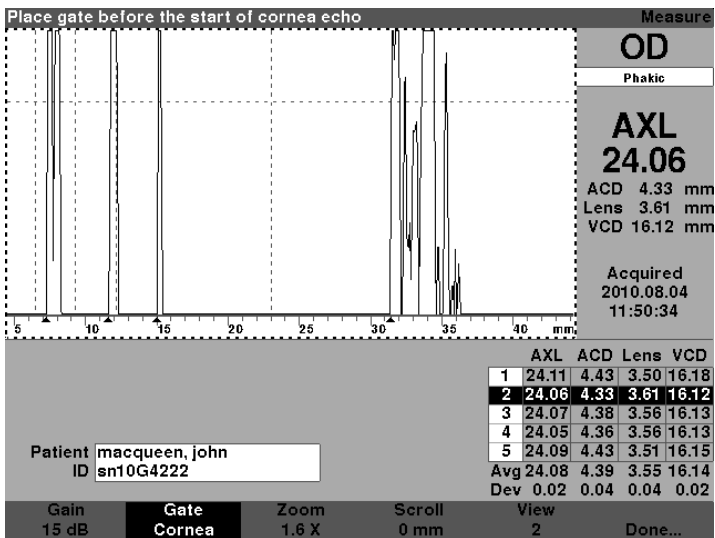 Place gate before the start of cornea echo Measure
OD
Phakic
AXL
24.06
ACD 4.33 mm
Lens 3.61 mm
VCD 16.12 mm
Acquired
2010.08.04
11:50:34
5 10 15 20 25 30 35 40 mm
AXL ACD Lens VCD
1 24.11 4.43 3.50 16.18
2 24.06 4.33 3.61 16.12
3 24.07 4.38 3.56 16.13
4 24.05 4.36 3.56 16.13
5 24.09 4.43 3.51 16.15
Avg 24.08 4.39 3.55 16.14
Dev 0.02 0.04 0.04 0.02
Patient macqueen, john
ID sn10G4222
Gain Gate Zoom Scroll View
15 dB Cornea 1.6 X 0 mm 2 Done...